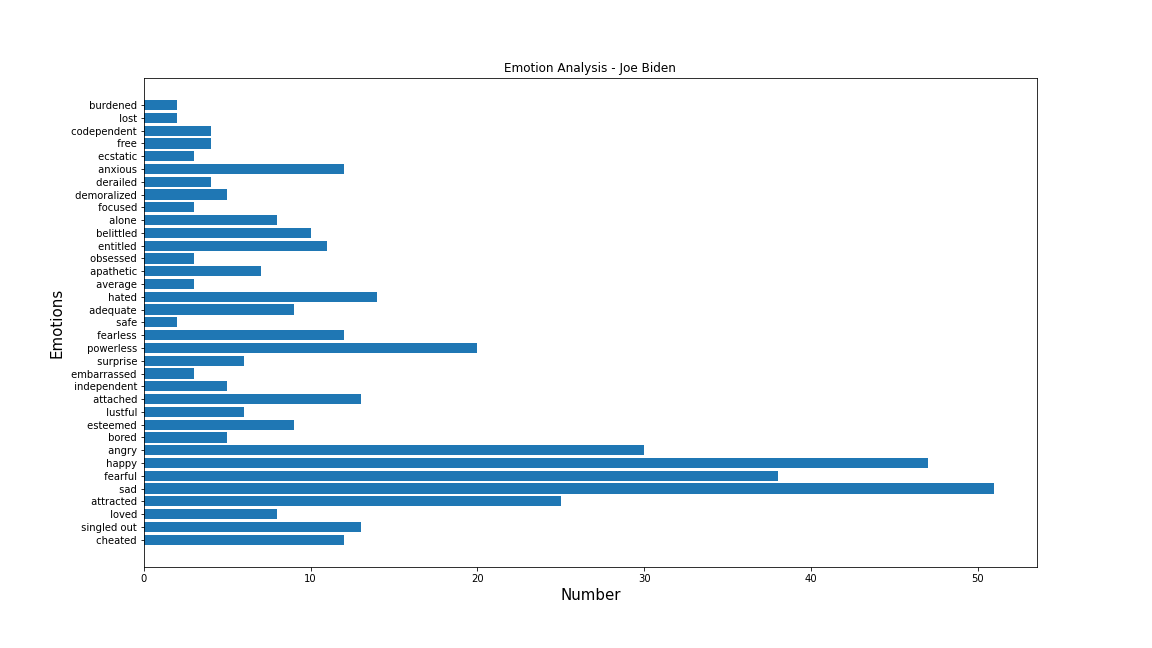 Emotion Analysis - Joe Biden
burdened
lost
codependent
free
ecstatic
anxious
derailed
demoralized
focused
alone
belittled
entitled
obsessed
apathetic
average
hated
adequate
safe
fearless
powerless
surprise
embarrassed
independent
attached
lustful
esteemed
bored
angry
happy
fearful
sad
attracted
loved
singled out
cheated
Emotions
0 10 20 30 40 50
Number